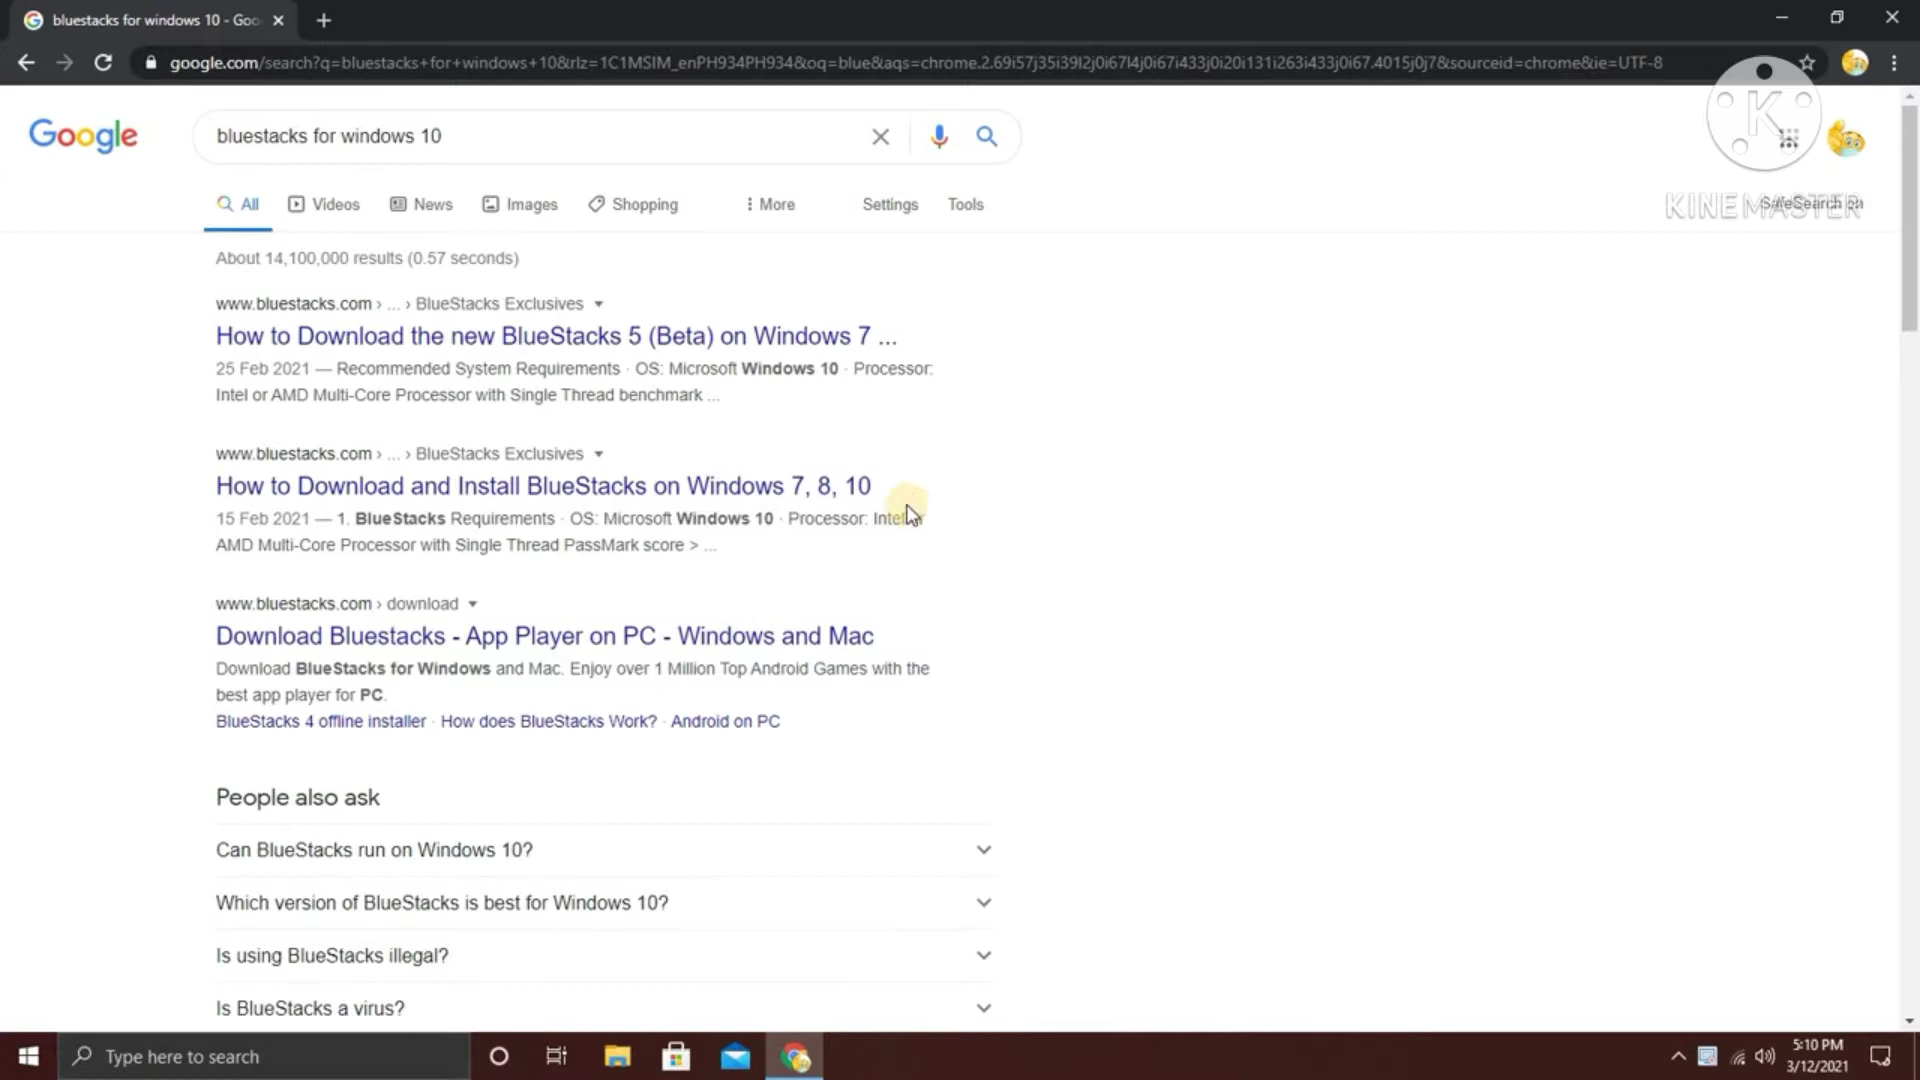 bluestacks for windows 10 - Goo
google.com/search?q=bluestacks+for+windows+10&rlz=1C1MSIM_enPH934PH934&oq=blue&aqs=chrome.2.69i57j35i39l2j0i67l4j0i67i433j0i20i131i263i433j0i67.4015j0j7&sourceid=chrome&ie=UTF-8
Google
bluestacks for windows 10
K
All Videos News Images Shopping More Settings Tools
KINEMASTER
SafeSearch on
About 14,100,000 results (0.57 seconds)
www.bluestacks.com › ... › BlueStacks Exclusives
How to Download the new BlueStacks 5 (Beta) on Windows 7 ...
25 Feb 2021 — Recommended System Requirements · OS: Microsoft Windows 10 · Processor:
Intel or AMD Multi-Core Processor with Single Thread benchmark ...
www.bluestacks.com › ... › BlueStacks Exclusives
How to Download and Install BlueStacks on Windows 7, 8, 10
15 Feb 2021 — 1. BlueStacks Requirements · OS: Microsoft Windows 10 · Processor: Intel
AMD Multi-Core Processor with Single Thread PassMark score > ...
www.bluestacks.com › download
Download Bluestacks - App Player on PC - Windows and Mac
Download BlueStacks for Windows and Mac. Enjoy over 1 Million Top Android Games with the
best app player for PC.
BlueStacks 4 offline installer · How does BlueStacks Work? · Android on PC
People also ask
Can BlueStacks run on Windows 10?
Which version of BlueStacks is best for Windows 10?
Is using BlueStacks illegal?
Is BlueStacks a virus?
Type here to search
5:10 PM
3/12/2021